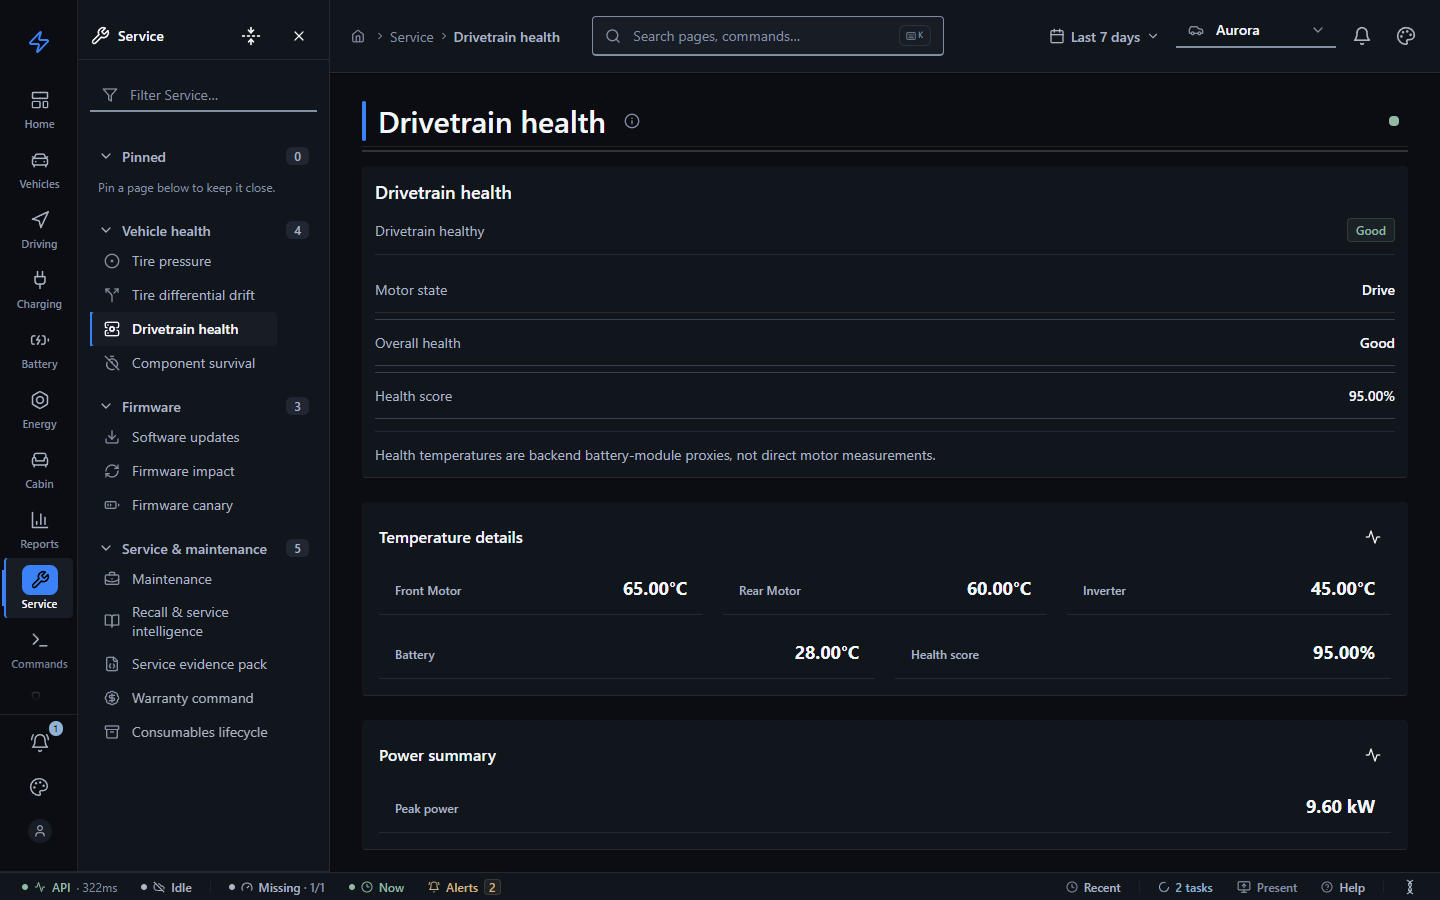 Home
Vehicles
Driving
Charging
Battery
Energy
Cabin
Reports
Service
Commands
1
Service
Filter Service...
Pinned
0
Pin a page below to keep it close.
Vehicle health
4
Tire pressure
Tire differential drift
Drivetrain health
Component survival
Firmware
3
Software updates
Firmware impact
Firmware canary
Service & maintenance
5
Maintenance
Recall & service
intelligence
Service evidence pack
Warranty command
Consumables lifecycle
Service
Drivetrain health
Search pages, commands...
K
Last 7 days
Aurora
Drivetrain health
Drivetrain health
Drivetrain healthy
Good
Motor state
Drive
Overall health
Good
Health score
95.00%
Health temperatures are backend battery-module proxies, not direct motor measurements.
Temperature details
Front Motor
65.00°C
Rear Motor
60.00°C
Inverter
45.00°C
Battery
28.00°C
Health score
95.00%
Power summary
Peak power
9.60 kW
API · 322ms
Idle
Missing · 1/1
Now
Alerts 2
Recent
2 tasks
Present
Help